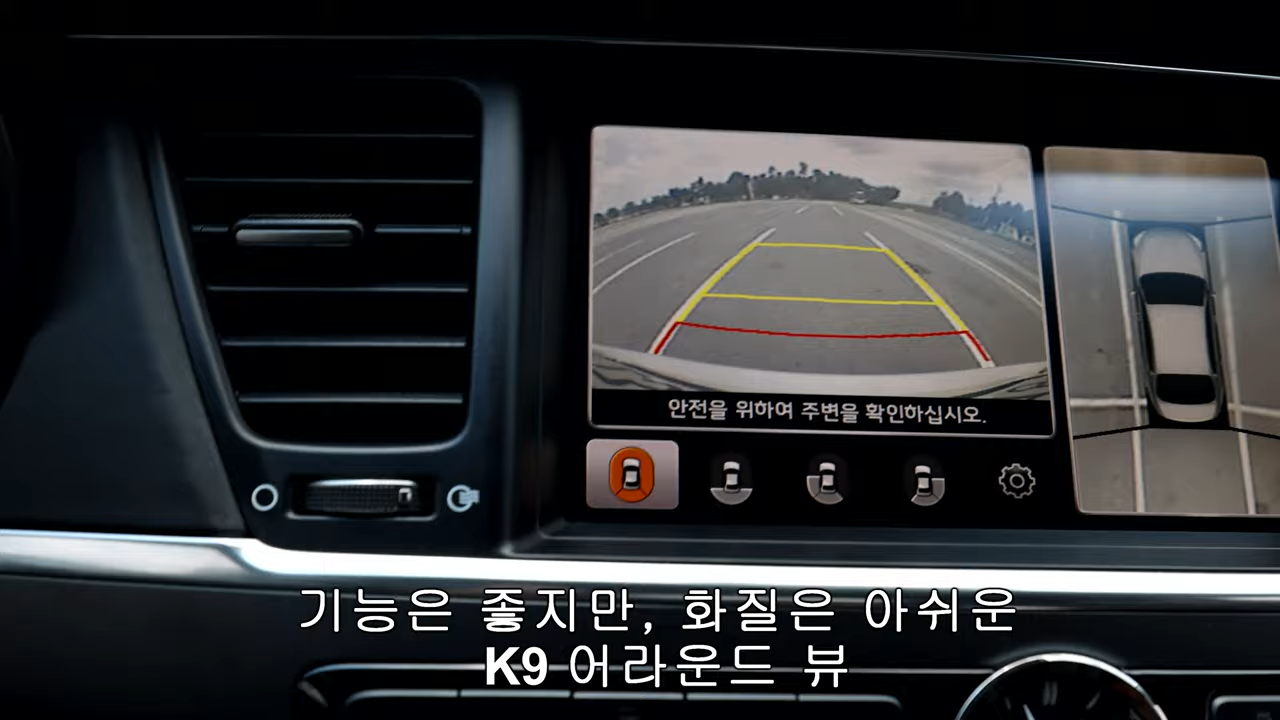 안전을 위하여 주변을 확인하십시오.
기능은 좋지만, 화질은 아쉬운
K9 어라운드 뷰